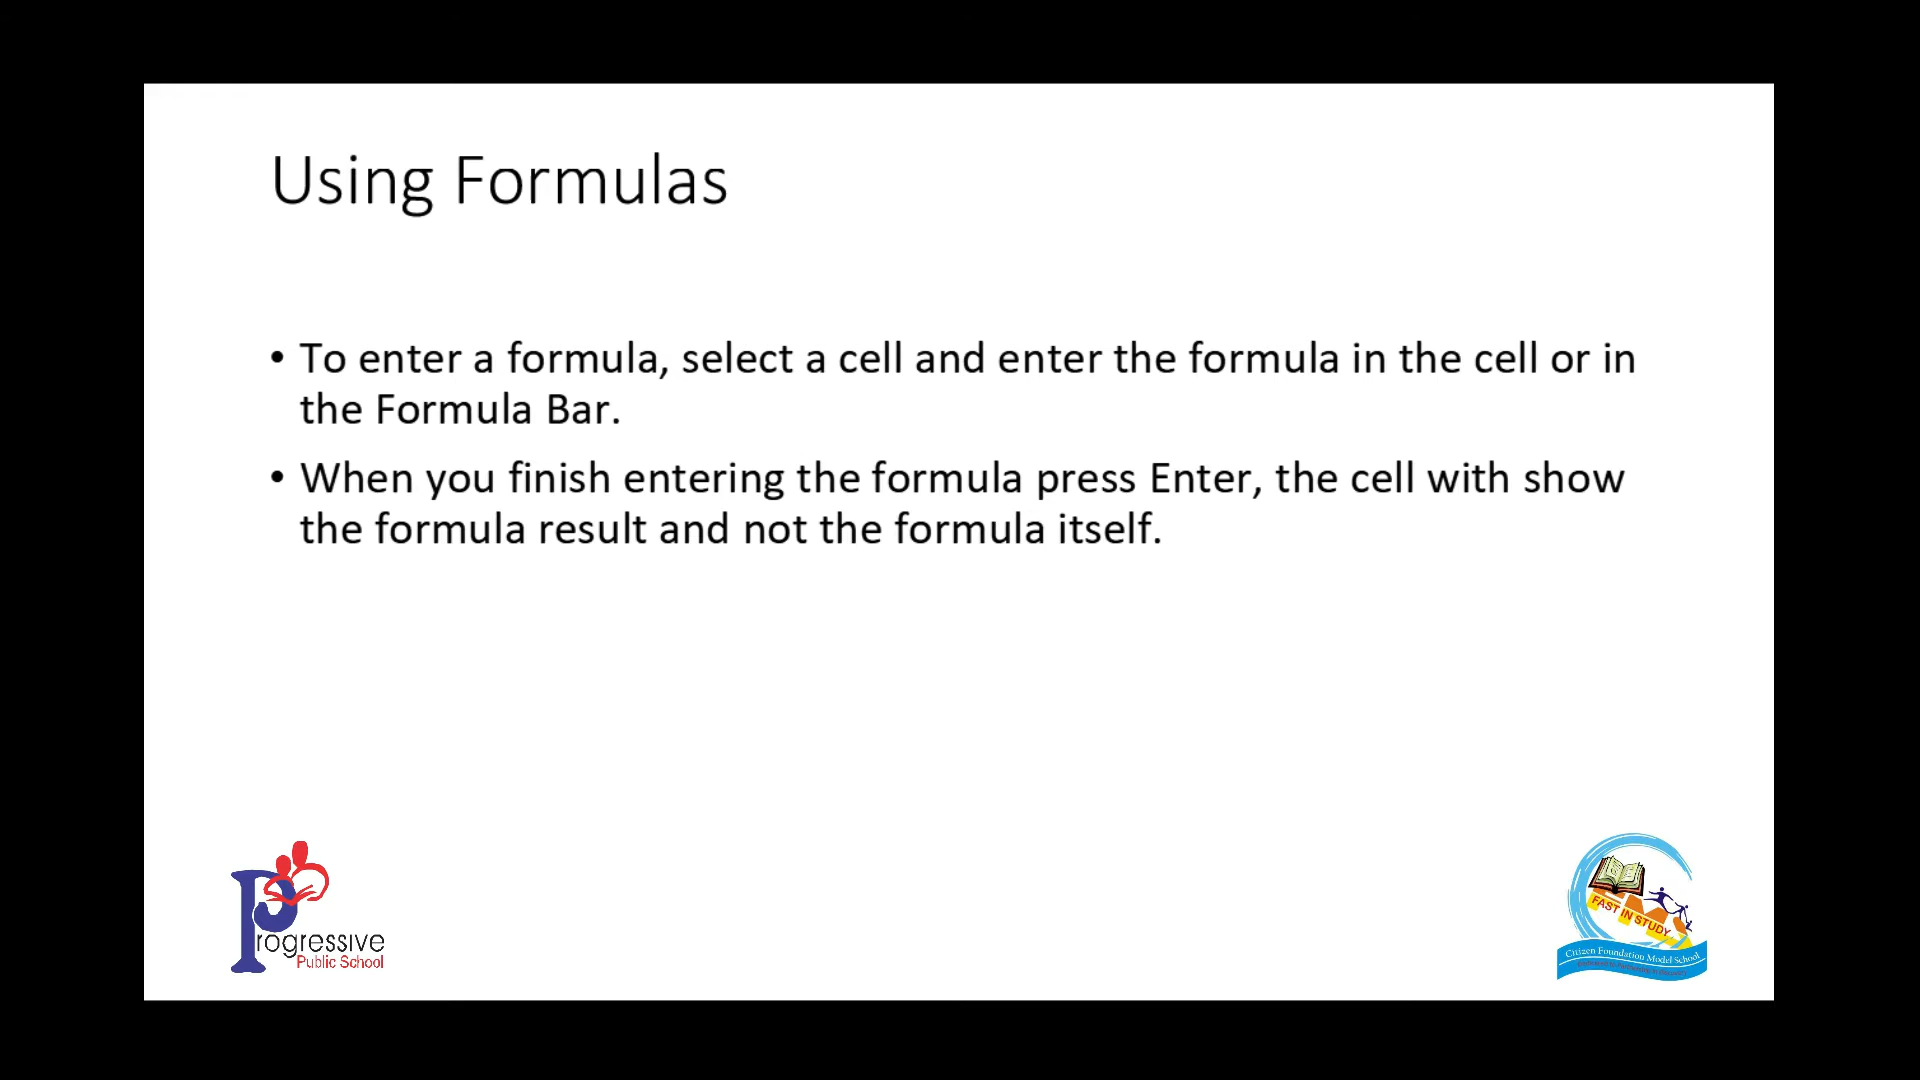 Using Formulas
• To enter a formula, select a cell and enter the formula in the cell or in
the Formula Bar.
• When you finish entering the formula press Enter, the cell with show
the formula result and not the formula itself.
Progressive
Public School
FAST IN STUDY
Citizen Foundation Model School